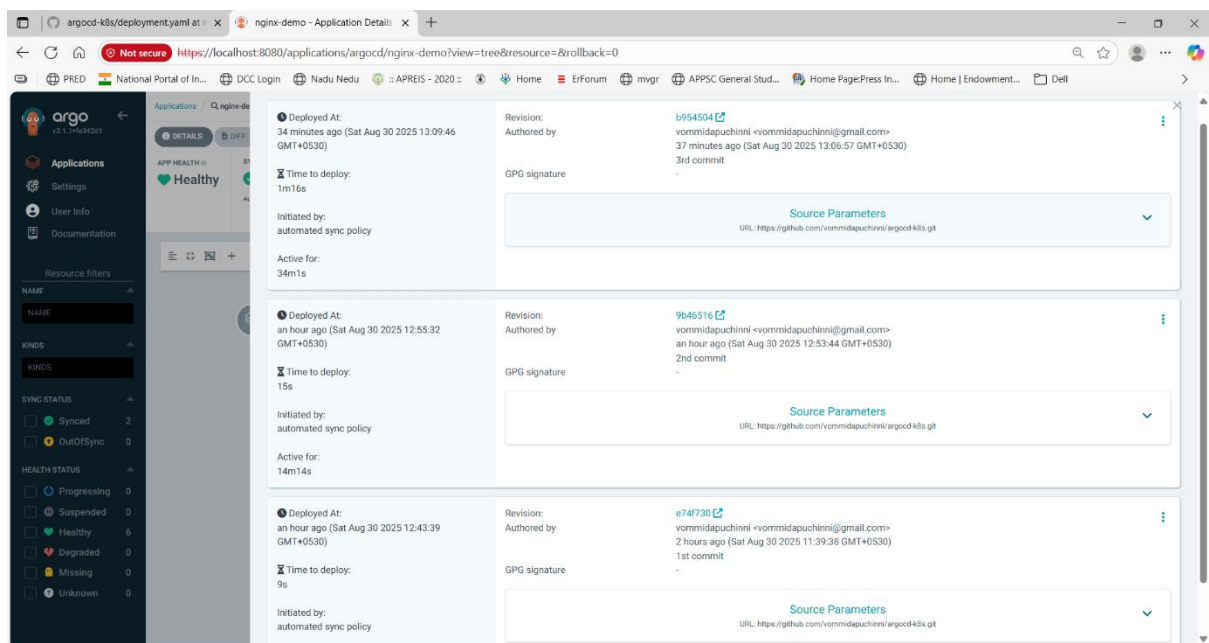 argocd-k8s/deployment.yaml at n
nginx-demo - Application Details
Not secure https://localhost:8080/applications/argocd/nginx-demo?view=tree&resource=&rollback=0
PRED
National Portal of In...
DCC Login
Nadu Nedu
:: APREIS - 2020 ::
Home
ErForum
mvgr
APPSC General Stud...
Home Page:Press In...
Home | Endowment...
Dell
argo
Applications
Settings
User Info
Documentation
Resource filters
NAME
NAME
KINDS
KINDS
SYNC STATUS
Synced 2
OutOfSync 0
HEALTH STATUS
Progressing 0
Suspended 0
Healthy 6
Degraded 0
Missing 0
Unknown 0
Applications / nginx-de
DETAILS
DIFF
APP HEALTH
Healthy
Deployed At:
34 minutes ago (Sat Aug 30 2025 13:09:46
GMT+0530)
Time to deploy:
1m16s
Initiated by:
automated sync policy
Active for:
34m1s
Revision: b954504
Authored by vommidapuchinni <vommidapuchinni@gmail.com>
37 minutes ago (Sat Aug 30 2025 13:06:57 GMT+0530)
3rd commit
GPG signature -
Source Parameters
URL: https://github.com/vommidapuchinni/argocd-k8s.git
Deployed At:
an hour ago (Sat Aug 30 2025 12:55:32
GMT+0530)
Time to deploy:
15s
Initiated by:
automated sync policy
Active for:
14m14s
Revision: 9b46516
Authored by vommidapuchinni <vommidapuchinni@gmail.com>
an hour ago (Sat Aug 30 2025 12:53:44 GMT+0530)
2nd commit
GPG signature -
Source Parameters
URL: https://github.com/vommidapuchinni/argocd-k8s.git
Deployed At:
an hour ago (Sat Aug 30 2025 12:43:39
GMT+0530)
Time to deploy:
9s
Initiated by:
automated sync policy
Revision: e74f730
Authored by vommidapuchinni <vommidapuchinni@gmail.com>
2 hours ago (Sat Aug 30 2025 11:39:38 GMT+0530)
1st commit
GPG signature -
Source Parameters
URL: https://github.com/vommidapuchinni/argocd-k8s.git